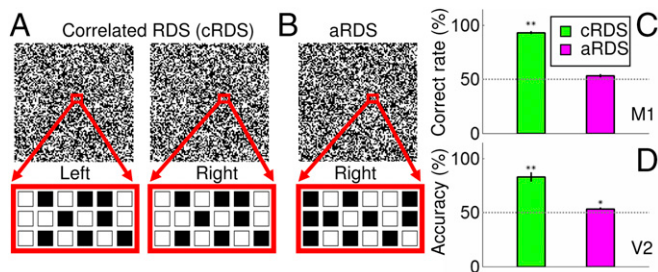 A Correlated RDS (cRDS) B aRDS
Left Right Right
C
Correct rate (%)
100
50
0
cRDS
aRDS
**
M1
D
Accuracy (%)
100
50
0
**
*
V2